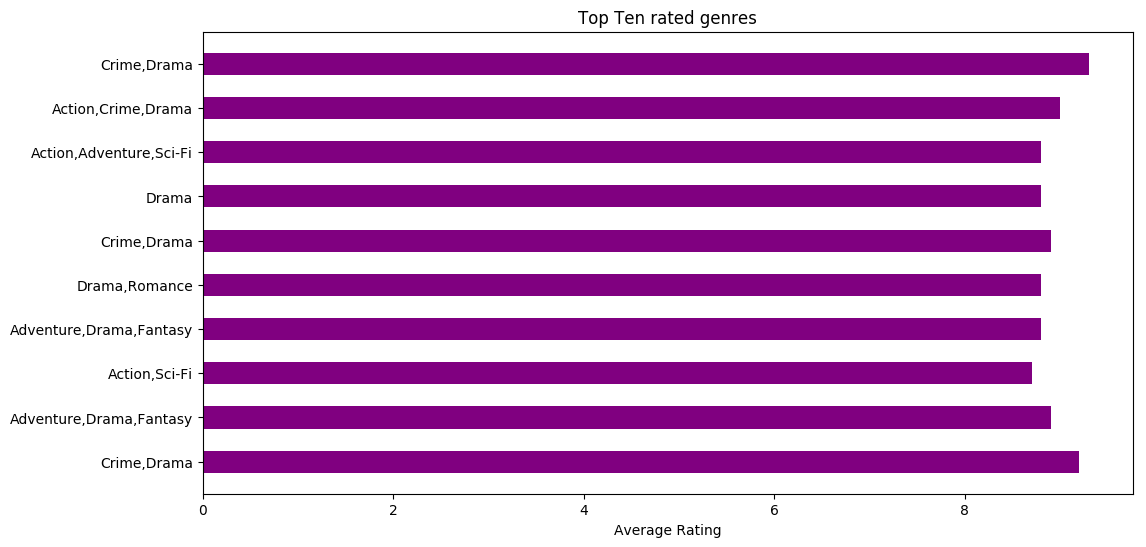 Top Ten rated genres
Crime,Drama
Action,Crime,Drama
Action,Adventure,Sci-Fi
Drama
Crime,Drama
Drama,Romance
Adventure,Drama,Fantasy
Action,Sci-Fi
Adventure,Drama,Fantasy
Crime,Drama
0 2 4 6 8
Average Rating